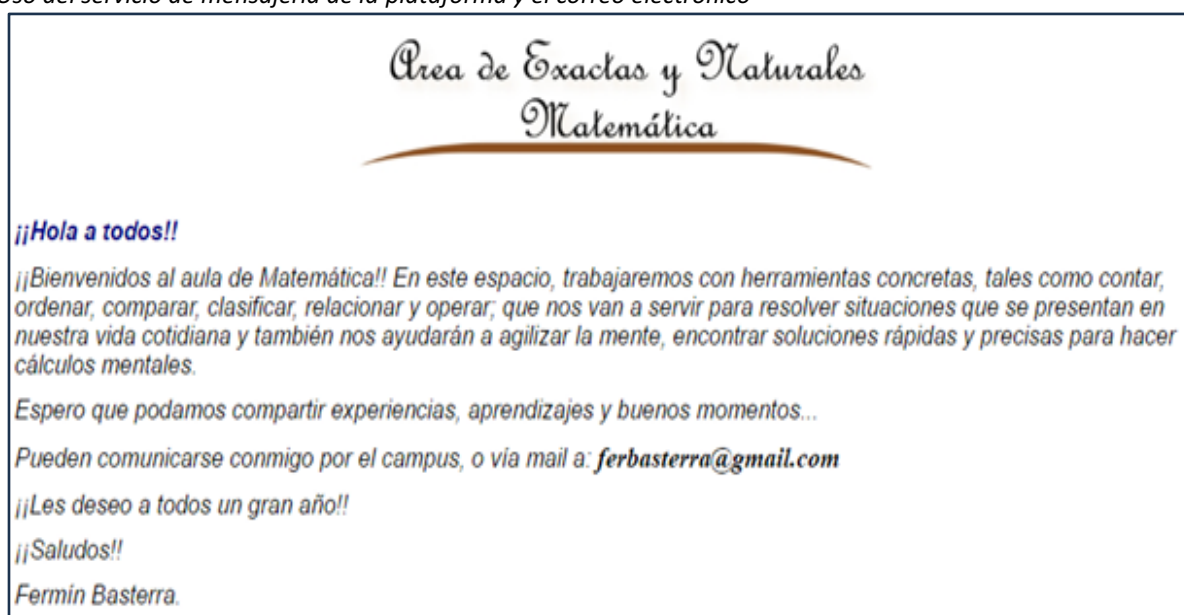 Uso del servicio de mensajería de la plataforma y el correo electrónico
Area de Exactas y Naturales
Matemática
¡¡Hola a todos!!
¡¡Bienvenidos al aula de Matemática!! En este espacio, trabajaremos con herramientas concretas, tales como contar,
ordenar, comparar, clasificar, relacionar y operar; que nos van a servir para resolver situaciones que se presentan en
nuestra vida cotidiana y también nos ayudarán a agilizar la mente, encontrar soluciones rápidas y precisas para hacer
cálculos mentales.
Espero que podamos compartir experiencias, aprendizajes y buenos momentos...
Pueden comunicarse conmigo por el campus, o vía mail a: ferbasterra@gmail.com
¡¡Les deseo a todos un gran año!!
¡¡Saludos!!
Fermín Basterra.